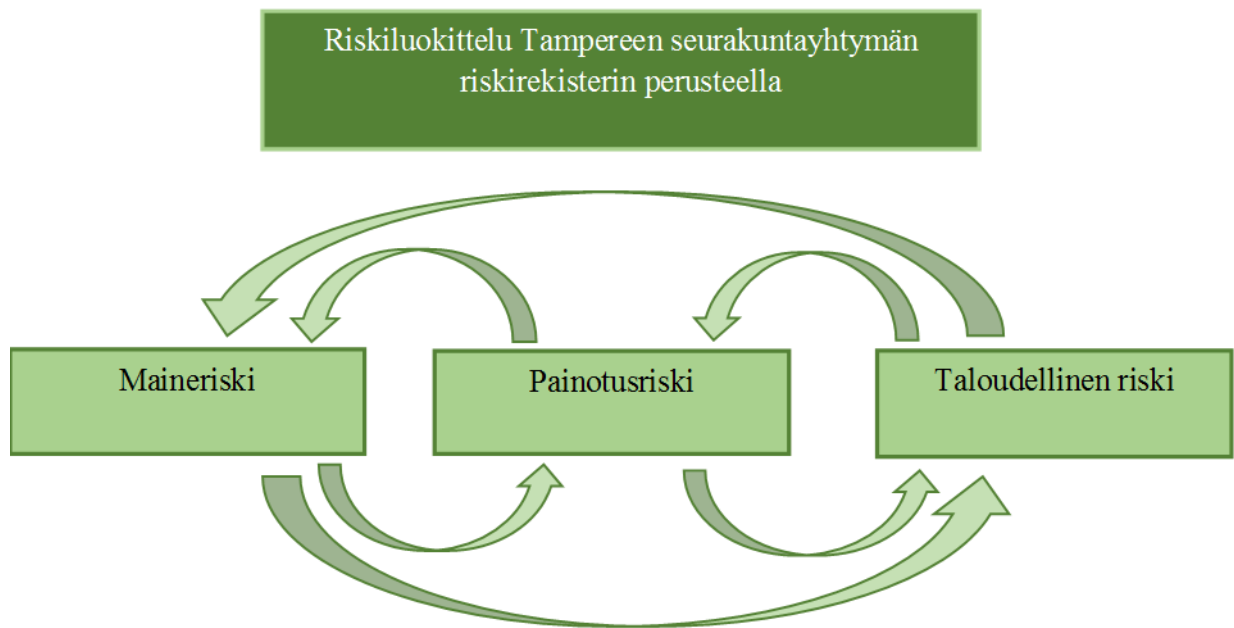 Riskiluokittelu Tampereen seurakuntayhtymän
riskirekisterin perusteella
Maineriski
Painotusriski
Taloudellinen riski